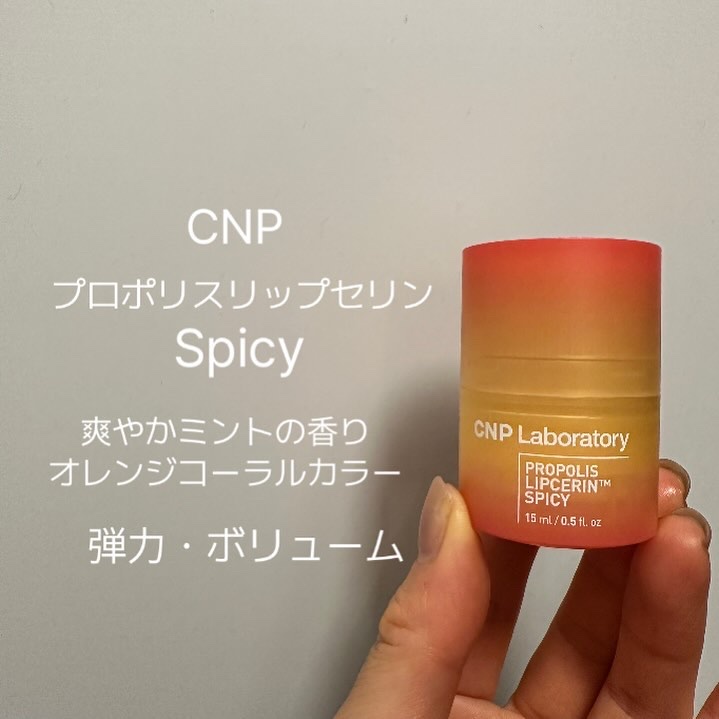 CNP
プロポリスリップセリン
Spicy
爽やかミントの香り
オレンジコーラルカラー
弾力・ボリューム
CNP Laboratory
PROPOLIS
LIPCERIN™
SPICY
15 ml / 0.5 fl. oz